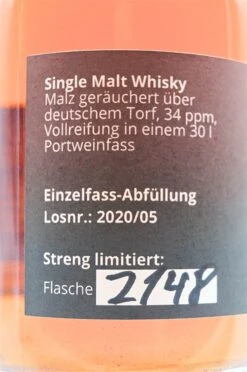 Single Malt Whisky
Malz geräuchert über
deutschem Torf, 34 ppm,
Vollreifung in einem 30 l
Portweinfass
Einzelfass-Abfüllung
Losnr.: 2020/05
Streng limitiert:
Flasche 2/48